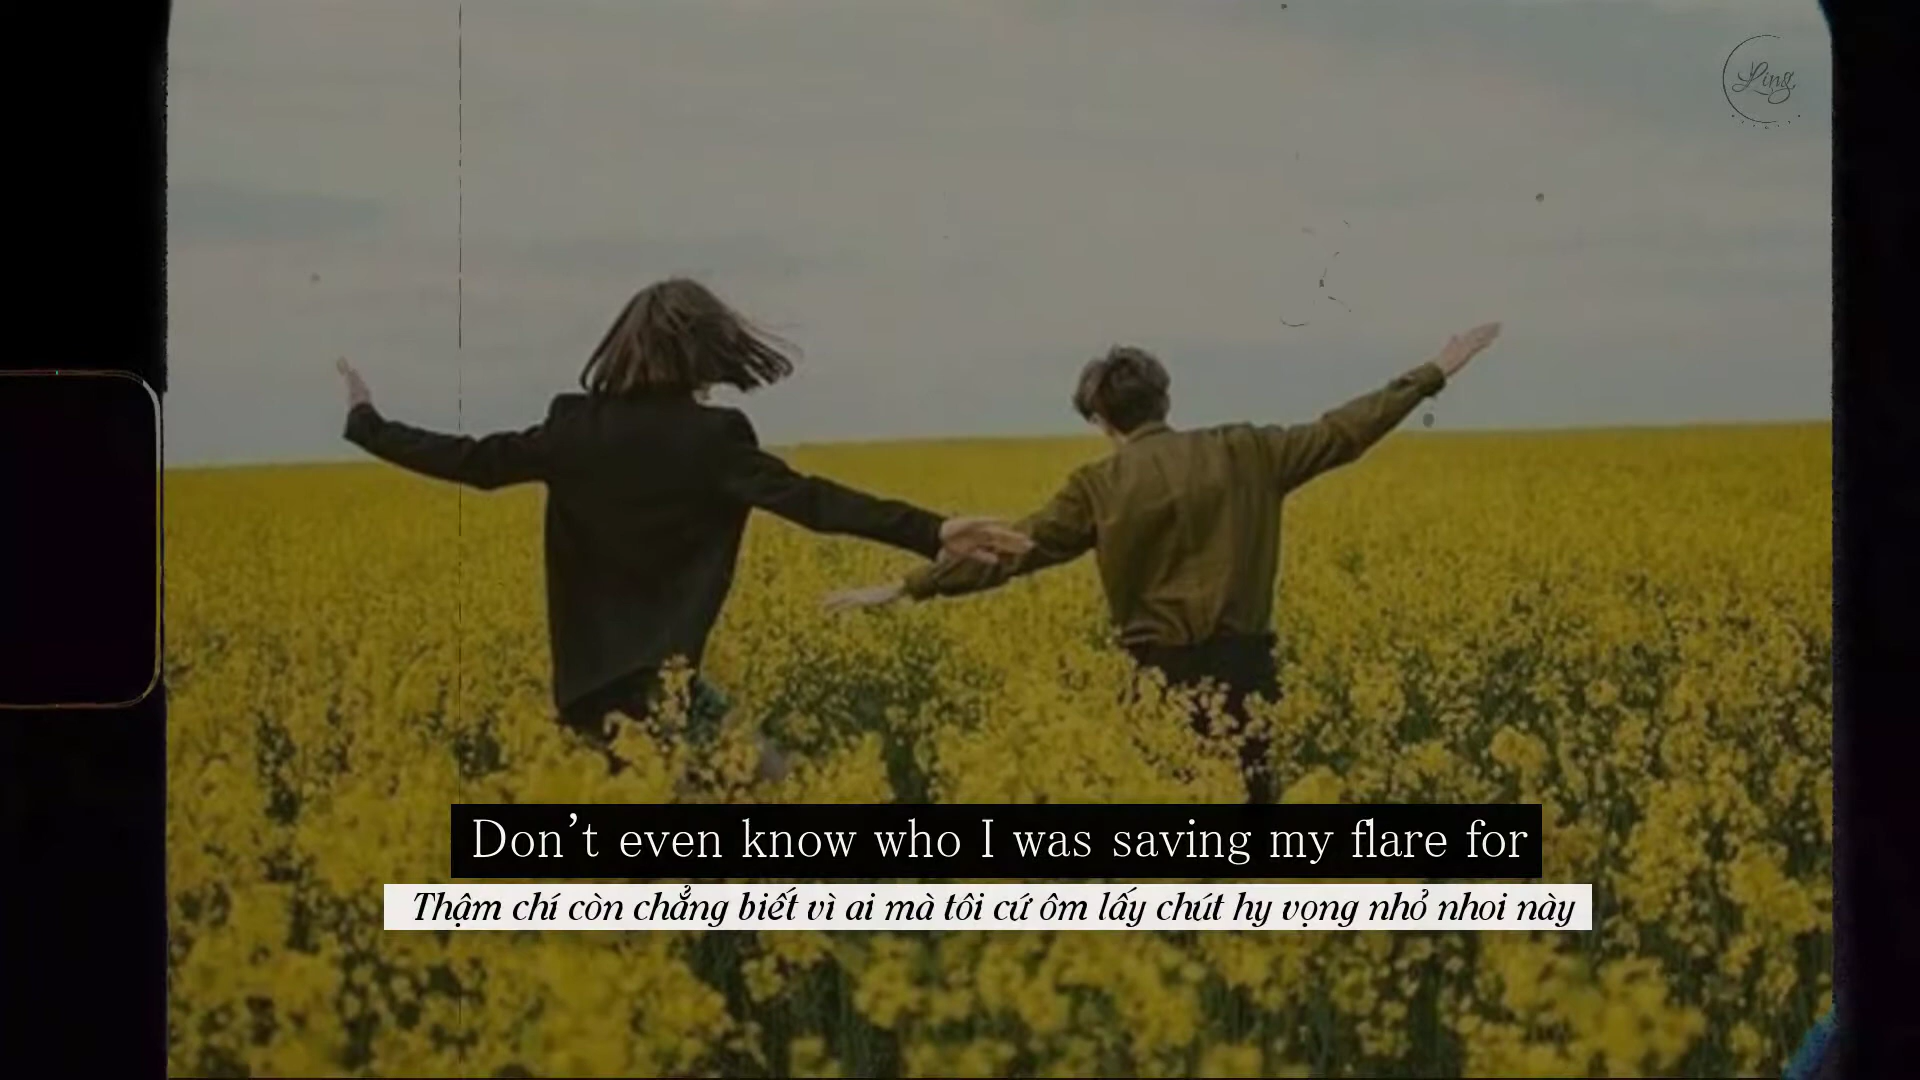 Ling
Don’t even know who I was saving my flare for
Thậm chí còn chẳng biết vì ai mà tôi cứ ôm lấy chút hy vọng nhỏ nhoi này